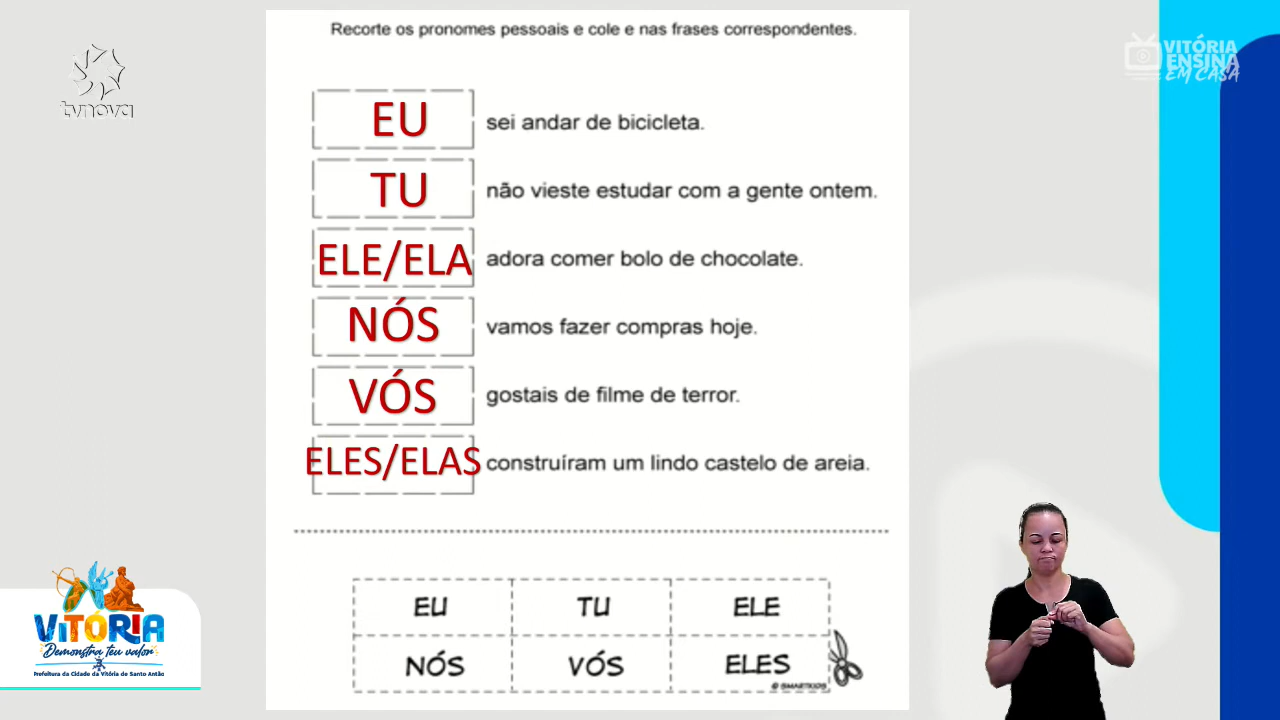 Recorte os pronomes pessoais e cole e nas frases correspondentes.
tvnova
VITÓRIA
ENSINA
EM CASA
EU sei andar de bicicleta.
TU não vieste estudar com a gente ontem.
ELE/ELA adora comer bolo de chocolate.
NÓS vamos fazer compras hoje.
VÓS gostais de filme de terror.
ELES/ELAS construíram um lindo castelo de areia.
EU TU ELE
NÓS VÓS ELES
© SMARTKIDS
VITÓRIA
Demonstra teu valor
Prefeitura da Cidade da Vitória de Santo Antão